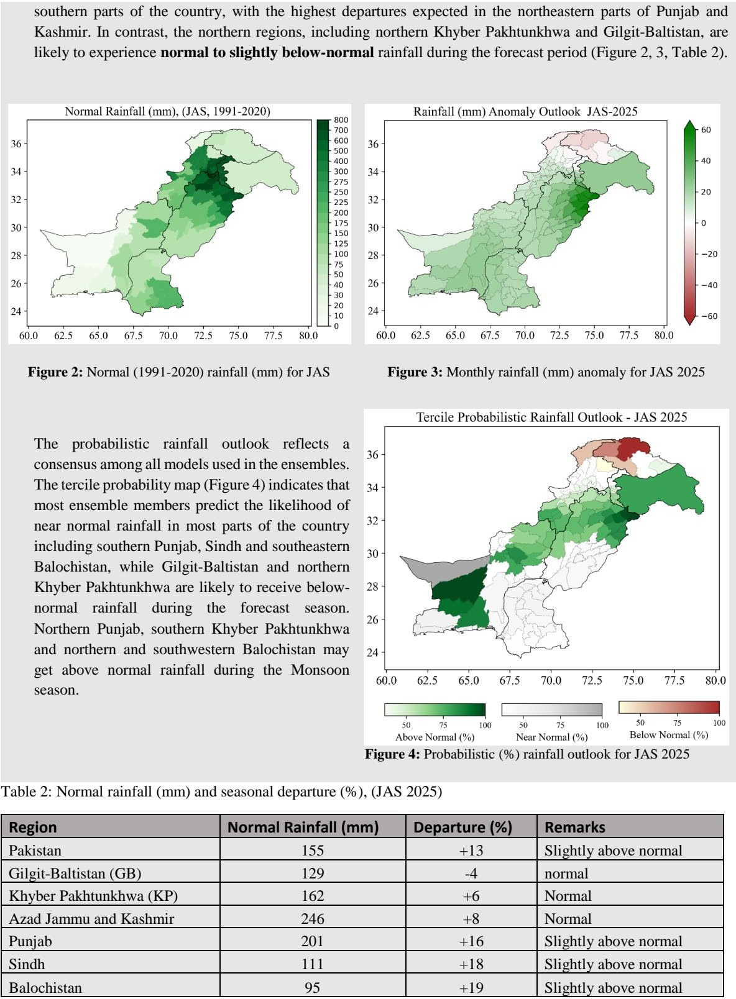 southern parts of the country, with the highest departures expected in the northeastern parts of Punjab and
Kashmir. In contrast, the northern regions, including northern Khyber Pakhtunkhwa and Gilgit-Baltistan, are
likely to experience normal to slightly below-normal rainfall during the forecast period (Figure 2, 3, Table 2).
Normal Rainfall (mm), (JAS, 1991-2020)
36
34
32
30
28
26
24
60.0 62.5 65.0 67.5 70.0 72.5 75.0 77.5 80.0
800
700
600
500
400
300
275
250
225
200
175
150
125
100
75
50
40
30
20
10
0
Rainfall (mm) Anomaly Outlook JAS-2025
36
34
32
30
28
26
24
60.0 62.5 65.0 67.5 70.0 72.5 75.0 77.5 80.0
60
40
20
0
−20
−40
−60
Figure 2: Normal (1991-2020) rainfall (mm) for JAS
Figure 3: Monthly rainfall (mm) anomaly for JAS 2025
The probabilistic rainfall outlook reflects a
consensus among all models used in the ensembles.
The tercile probability map (Figure 4) indicates that
most ensemble members predict the likelihood of
near normal rainfall in most parts of the country
including southern Punjab, Sindh and southeastern
Balochistan, while Gilgit-Baltistan and northern
Khyber Pakhtunkhwa are likely to receive below-
normal rainfall during the forecast season.
Northern Punjab, southern Khyber Pakhtunkhwa
and northern and southwestern Balochistan may
get above normal rainfall during the Monsoon
season.
Tercile Probabilistic Rainfall Outlook - JAS 2025
36
34
32
30
28
26
24
60.0 62.5 65.0 67.5 70.0 72.5 75.0 77.5 80.0
50 75 100
Above Normal (%)
50 75 100
Near Normal (%)
50 75 100
Below Normal (%)
Figure 4: Probabilistic (%) rainfall outlook for JAS 2025
Table 2: Normal rainfall (mm) and seasonal departure (%), (JAS 2025)
Region Normal Rainfall (mm) Departure (%) Remarks
Pakistan 155 +13 Slightly above normal
Gilgit-Baltistan (GB) 129 -4 normal
Khyber Pakhtunkhwa (KP) 162 +6 Normal
Azad Jammu and Kashmir 246 +8 Normal
Punjab 201 +16 Slightly above normal
Sindh 111 +18 Slightly above normal
Balochistan 95 +19 Slightly above normal